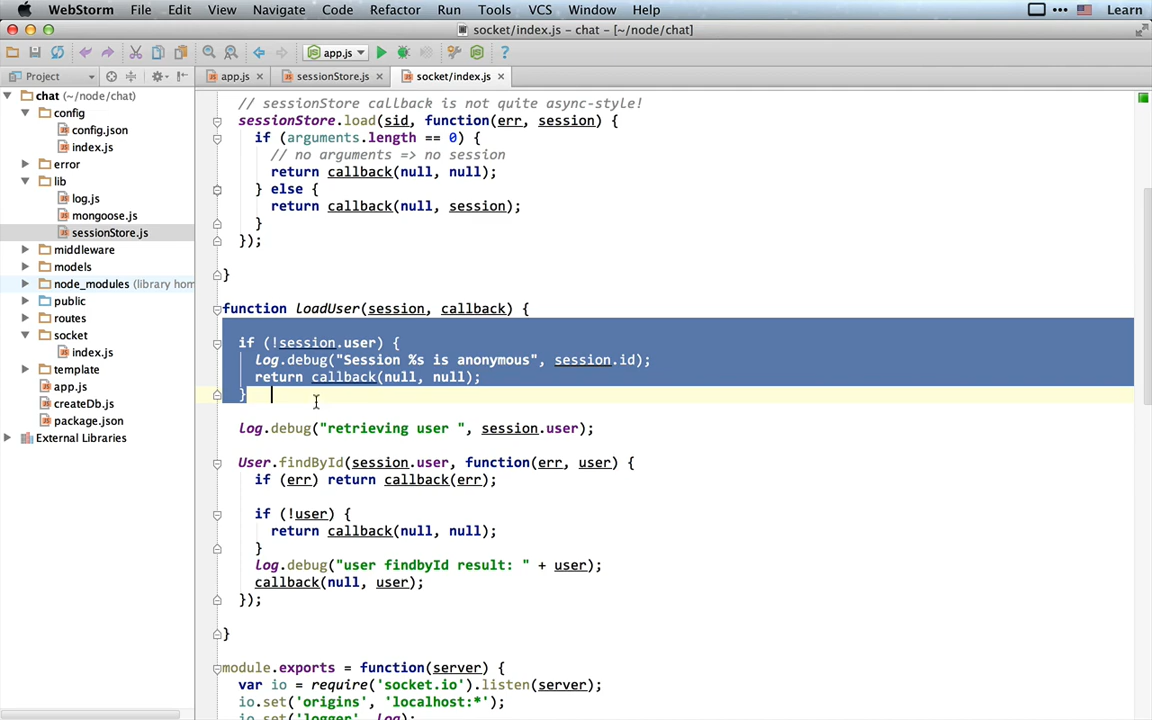 WebStorm File Edit View Navigate Code Refactor Run Tools VCS Window Help Learn
socket/index.js - chat - [~/node/chat]
app.js
Project app.js sessionStore.js socket/index.js
chat (~/node/chat)
config
config.json
index.js
error
lib
log.js
mongoose.js
sessionStore.js
middleware
models
node_modules (library hom
public
routes
socket
index.js
template
app.js
createDb.js
package.json
External Libraries
// sessionStore callback is not quite async-style!
sessionStore.load(sid, function(err, session) {
if (arguments.length == 0) {
// no arguments => no session
return callback(null, null);
} else {
return callback(null, session);
}
});
}
function loadUser(session, callback) {
if (!session.user) {
log.debug("Session %s is anonymous", session.id);
return callback(null, null);
}
log.debug("retrieving user ", session.user);
User.findById(session.user, function(err, user) {
if (err) return callback(err);
if (!user) {
return callback(null, null);
}
log.debug("user findbyId result: " + user);
callback(null, user);
});
}
module.exports = function(server) {
var io = require('socket.io').listen(server);
io.set('origins', 'localhost:*');
io.set('logger', log);